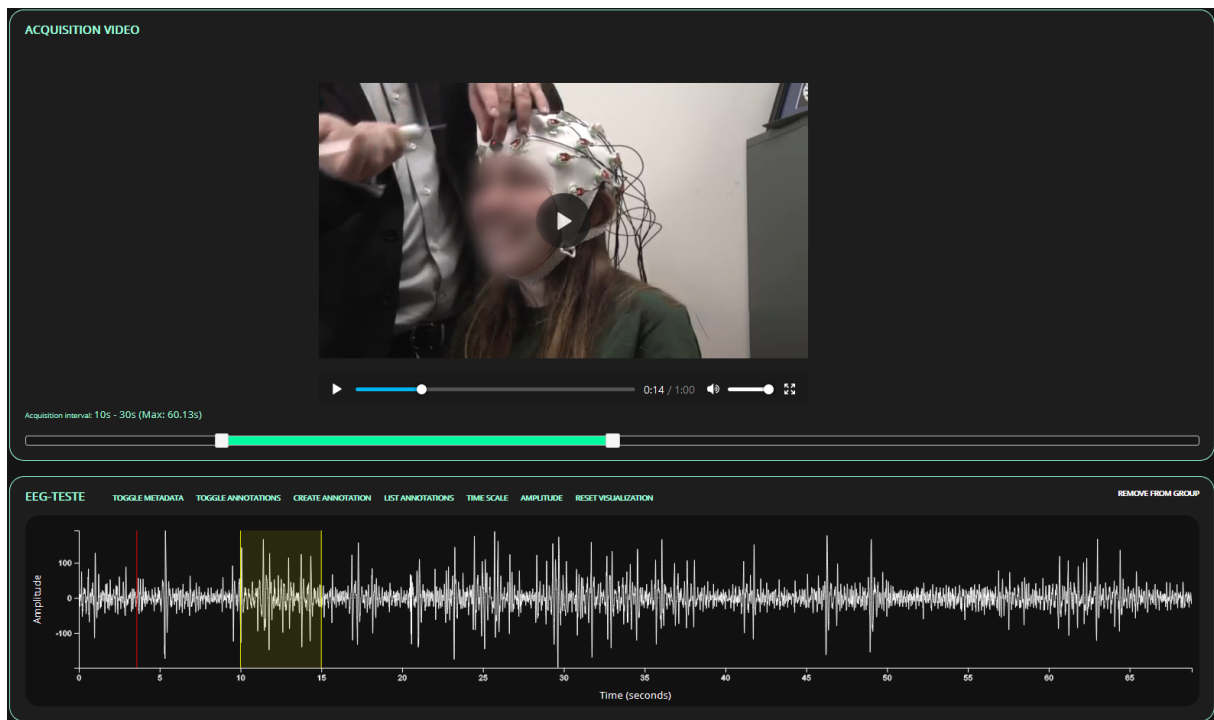 ACQUISITION VIDEO
0:14 / 1:00
Acquisition interval: 10s - 30s (Max: 60.13s)
EEG-TESTE TOGGLE METADATA TOGGLE ANNOTATIONS CREATE ANNOTATION LIST ANNOTATIONS TIME SCALE AMPLITUDE RESET VISUALIZATION REMOVE FROM GROUP
100
0
-100
Amplitude
0 5 10 15 20 25 30 35 40 45 50 55 60 65
Time (seconds)